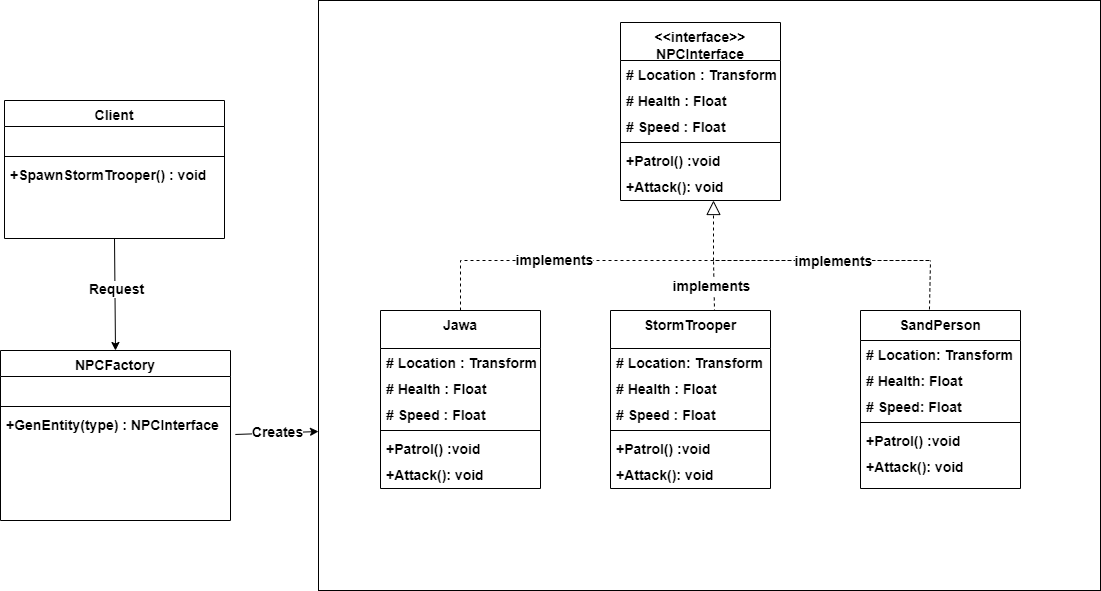 <<interface>>
NPCInterface
# Location : Transform
# Health : Float
# Speed : Float
+Patrol() :void
+Attack(): void
Client
+SpawnStormTrooper() : void
Request
NPCFactory
+GenEntity(type) : NPCInterface
Creates
implements
implements
implements
Jawa
# Location : Transform
# Health : Float
# Speed : Float
+Patrol() :void
+Attack(): void
StormTrooper
# Location: Transform
# Health : Float
# Speed : Float
+Patrol() :void
+Attack(): void
SandPerson
# Location: Transform
# Health: Float
# Speed: Float
+Patrol() :void
+Attack(): void